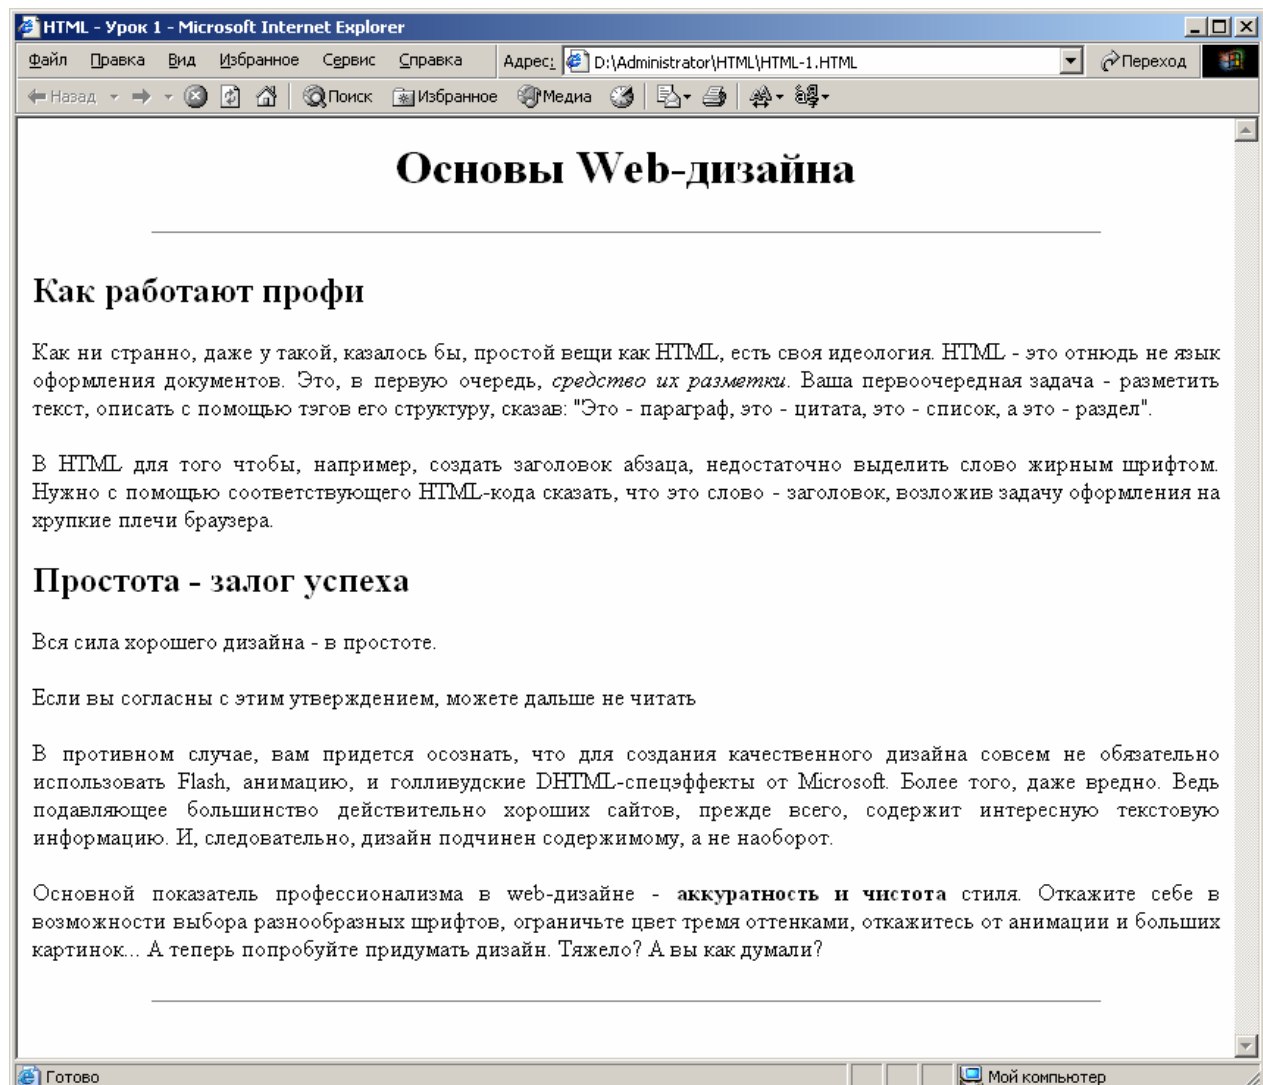 HTML - Урок 1 - Microsoft Internet Explorer
Файл Правка Вид Избранное Сервис Справка Адрес: D:\Administrator\HTML\HTML-1.HTML Переход
Назад Поиск Избранное Медиа
Основы Web-дизайна
Как работают профи
Как ни странно, даже у такой, казалось бы, простой вещи как HTML, есть своя идеология. HTML - это отнюдь не язык
оформления документов. Это, в первую очередь, средство их разметки. Ваша первоочередная задача - разметить
текст, описать с помощью тэгов его структуру, сказав: "Это - параграф, это - цитата, это - список, а это - раздел".
В HTML для того чтобы, например, создать заголовок абзаца, недостаточно выделить слово жирным шрифтом.
Нужно с помощью соответствующего HTML-кода сказать, что это слово - заголовок, возложив задачу оформления на
хрупкие плечи браузера.
Простота - залог успеха
Вся сила хорошего дизайна - в простоте.
Если вы согласны с этим утверждением, можете дальше не читать
В противном случае, вам придется осознать, что для создания качественного дизайна совсем не обязательно
использовать Flash, анимацию, и голливудские DHTML-спецэффекты от Microsoft. Более того, даже вредно. Ведь
подавляющее большинство действительно хороших сайтов, прежде всего, содержит интересную текстовую
информацию. И, следовательно, дизайн подчинен содержимому, а не наоборот.
Основной показатель профессионализма в web-дизайне - аккуратность и чистота стиля. Откажите себе в
возможности выбора разнообразных шрифтов, ограничьте цвет тремя оттенками, откажитесь от анимации и больших
картинок... А теперь попробуйте придумать дизайн. Тяжело? А вы как думали?
Готово Мой компьютер